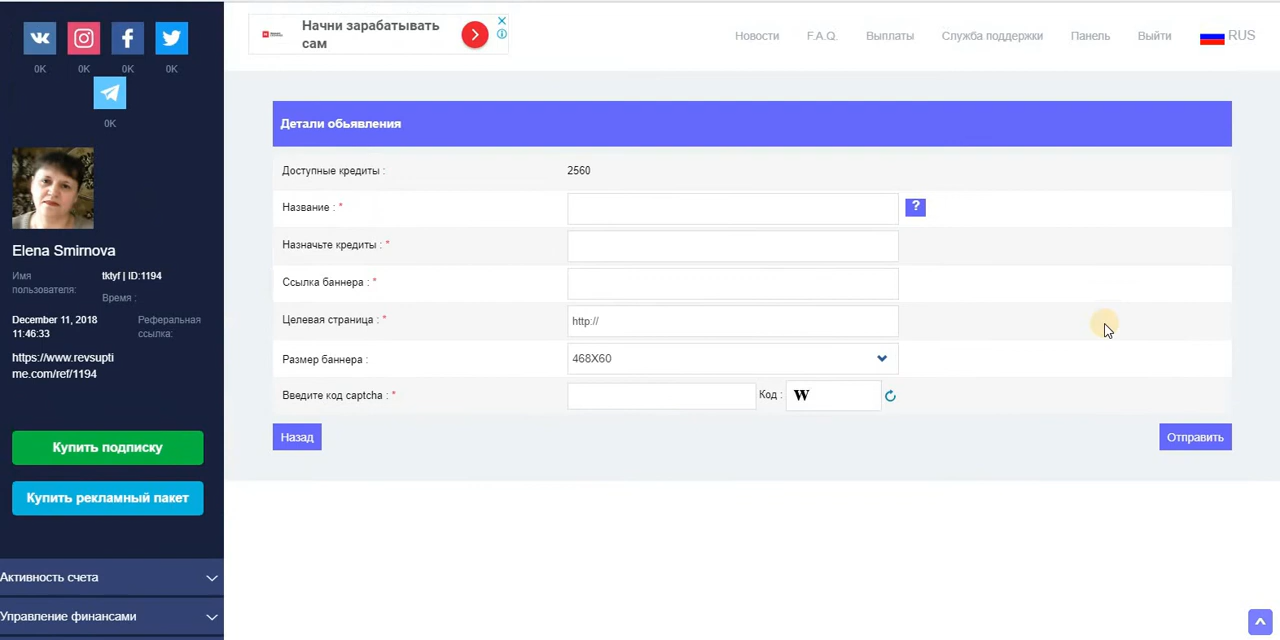 0K
0K
0K
0K
0K
Elena Smirnova
Имя пользователя:
tktyf | ID:1194
Время :
December 11, 2018 11:46:33
Реферальная ссылка:
https://www.revsupti
me.com/ref/1194
Купить подписку
Купить рекламный пакет
Активность счета
Управление финансами
Начни зарабатывать
сам
Новости
F.A.Q.
Выплаты
Служба поддержки
Панель
Выйти
RUS
Детали обьявления
Доступные кредиты :
2560
Название : *
?
Назначьте кредиты : *
Ссылка баннера : *
Целевая страница : *
http://
Размер баннера :
468X60
Введите код captcha : *
Код :
W
Назад
Отправить